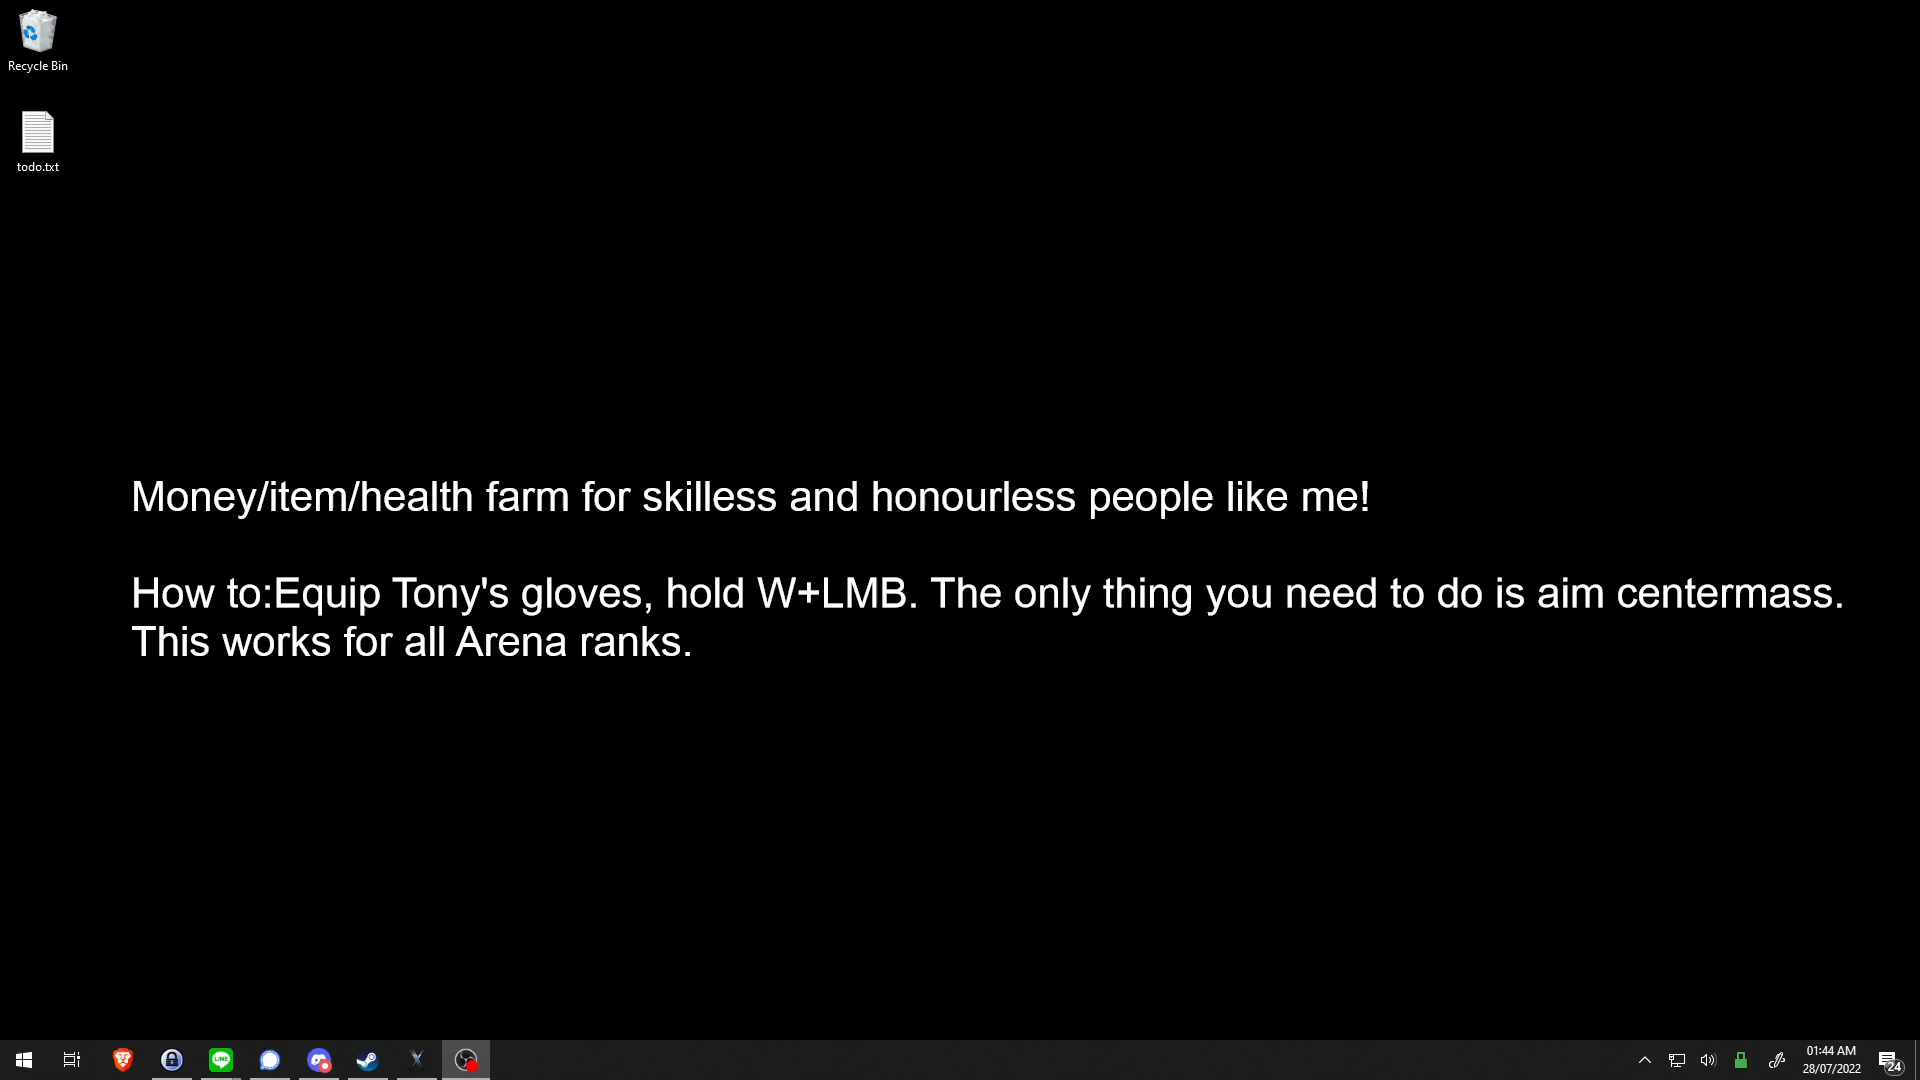 Recycle Bin
todo.txt
Money/item/health farm for skilless and honourless people like me!
How to:Equip Tony's gloves, hold W+LMB. The only thing you need to do is aim centermass.
This works for all Arena ranks.
LINE
X
01:44 AM
28/07/2022
24